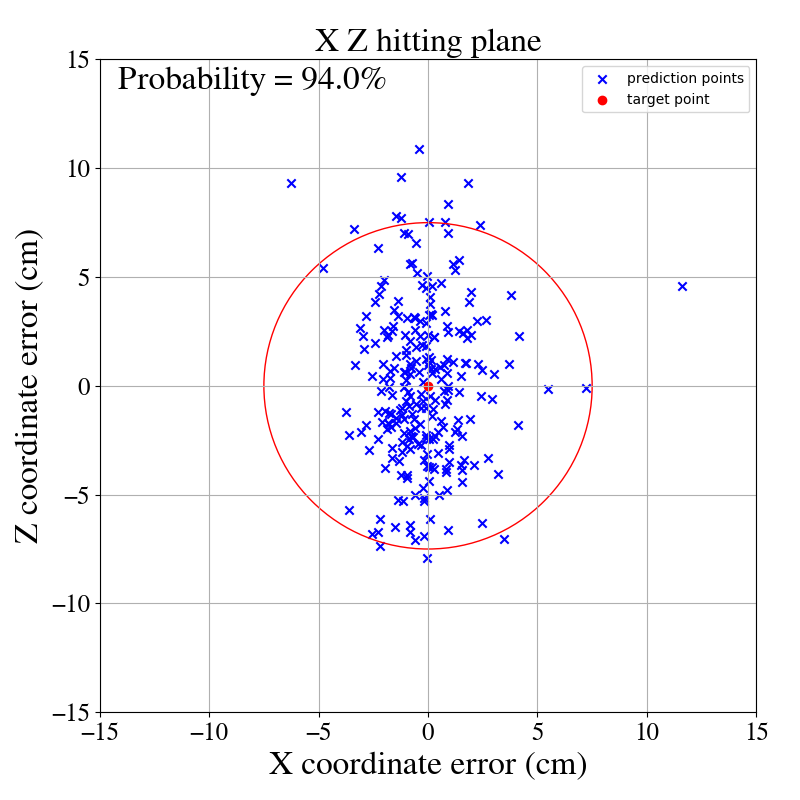 X Z hitting plane
Probability = 94.0%
prediction points
target point
15
10
5
0
−5
−10
−15
Z coordinate error (cm)
−15
−10
−5
0
5
10
15
X coordinate error (cm)